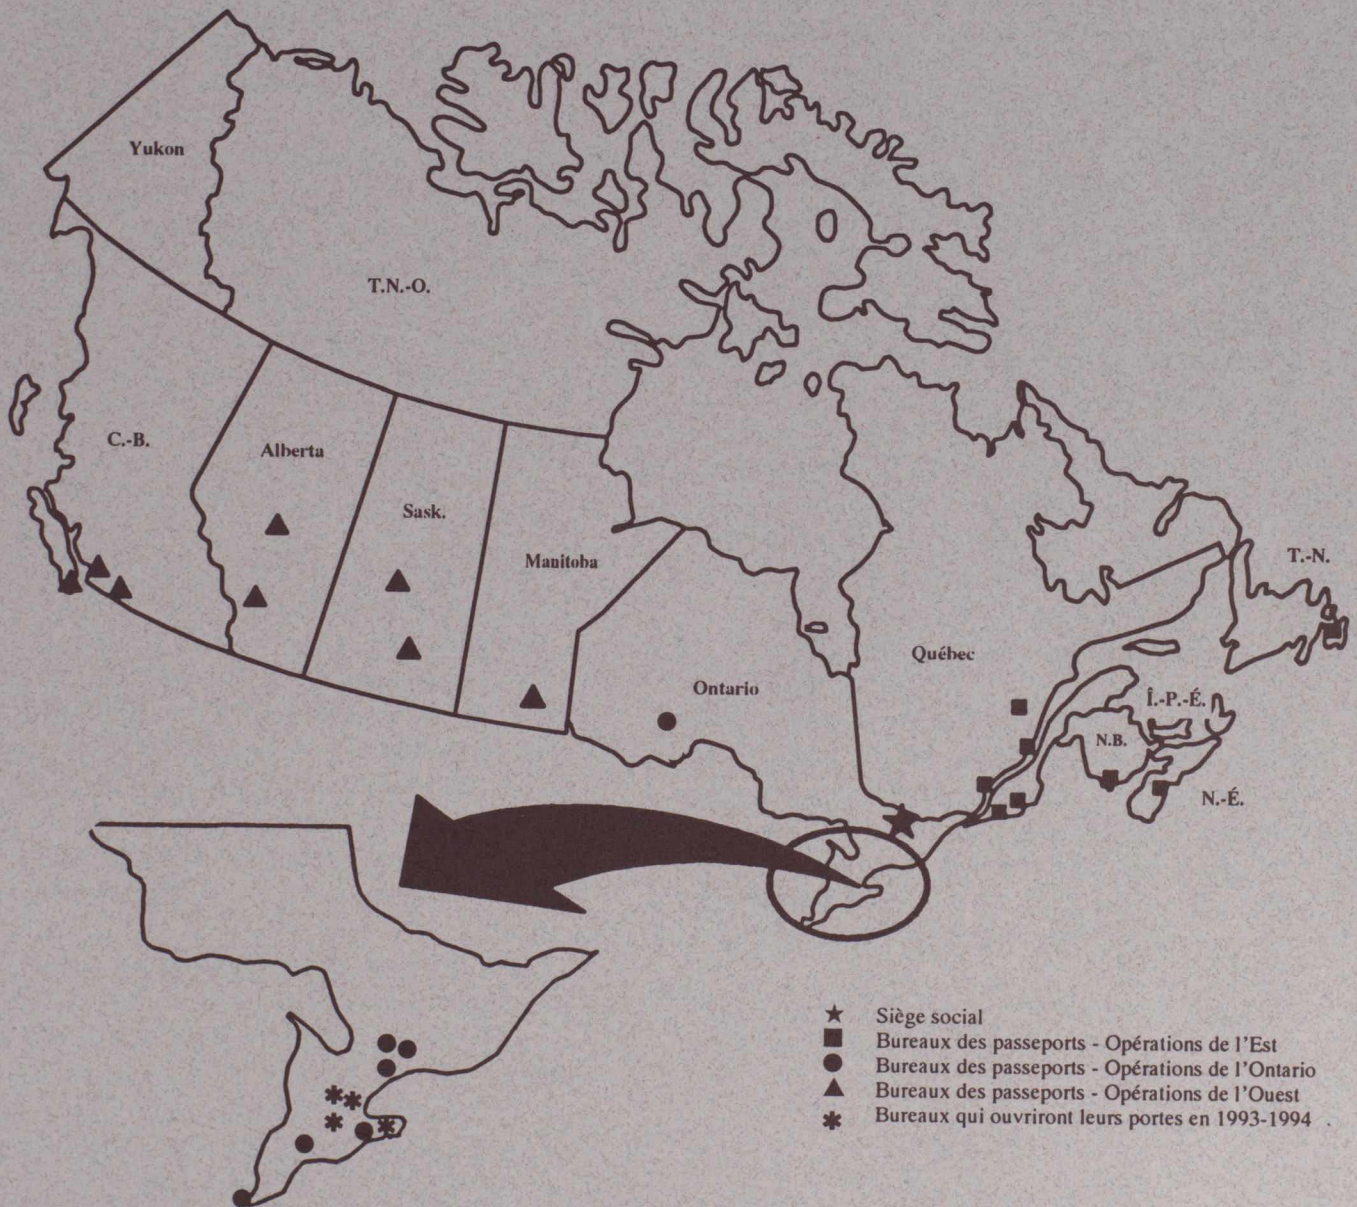 Yukon
T.N.-O.
C.-B.
Alberta
Sask.
Manitoba
Ontario
Québec
T.-N.
Î.-P.-É.
N.B.
N.-É.
Siège social
Bureaux des passeports - Opérations de l'Est
Bureaux des passeports - Opérations de l'Ontario
Bureaux des passeports - Opérations de l'Ouest
Bureaux qui ouvriront leurs portes en 1993-1994